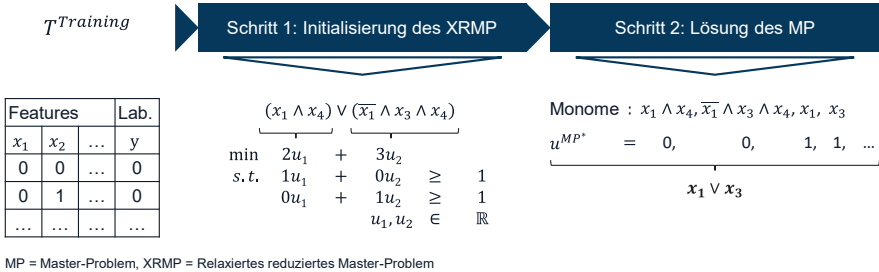 T^Training
Schritt 1: Initialisierung des XRMP
Schritt 2: Lösung des MP
Features Lab.
x₁ x₂ … y
0 0 … 0
0 1 … 0
… … … …
(x₁ ∧ x₄) ∨ (x̅₁ ∧ x₃ ∧ x₄)
min 2u₁ + 3u₂
s.t. 1u₁ + 0u₂ ≥ 1
0u₁ + 1u₂ ≥ 1
u₁, u₂ ∈ ℝ
Monome : x₁ ∧ x₄, x̅₁ ∧ x₃ ∧ x₄, x₁, x₃
u^MP* = 0, 0, 1, 1, …
x₁ ∨ x₃
MP = Master-Problem, XRMP = Relaxiertes reduziertes Master-Problem